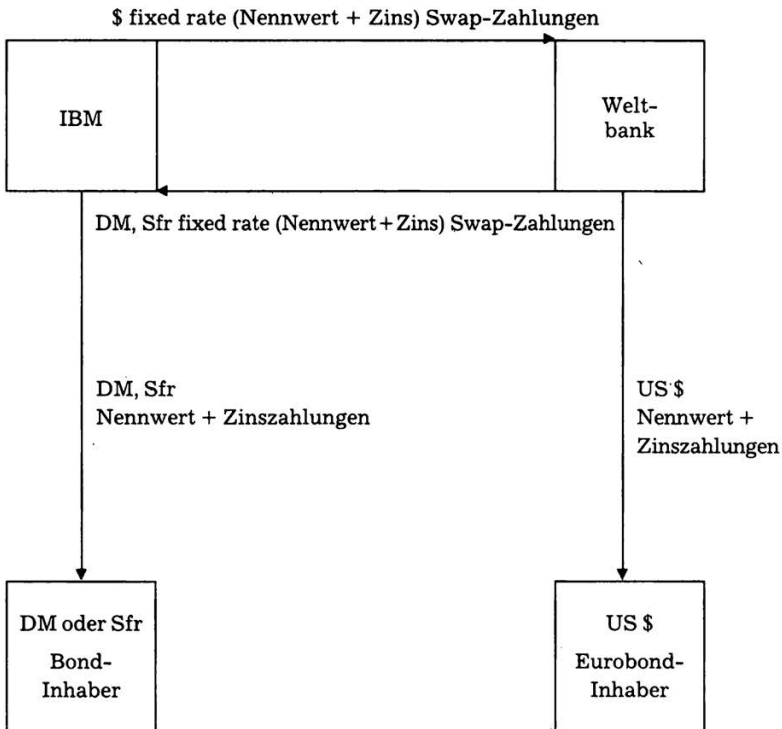 $ fixed rate (Nennwert + Zins) Swap-Zahlungen
IBM
Welt-
bank
DM, Sfr fixed rate (Nennwert + Zins) Swap-Zahlungen
DM, Sfr
Nennwert + Zinszahlungen
US $
Nennwert +
Zinszahlungen
DM oder Sfr
Bond-
Inhaber
US $
Eurobond-
Inhaber